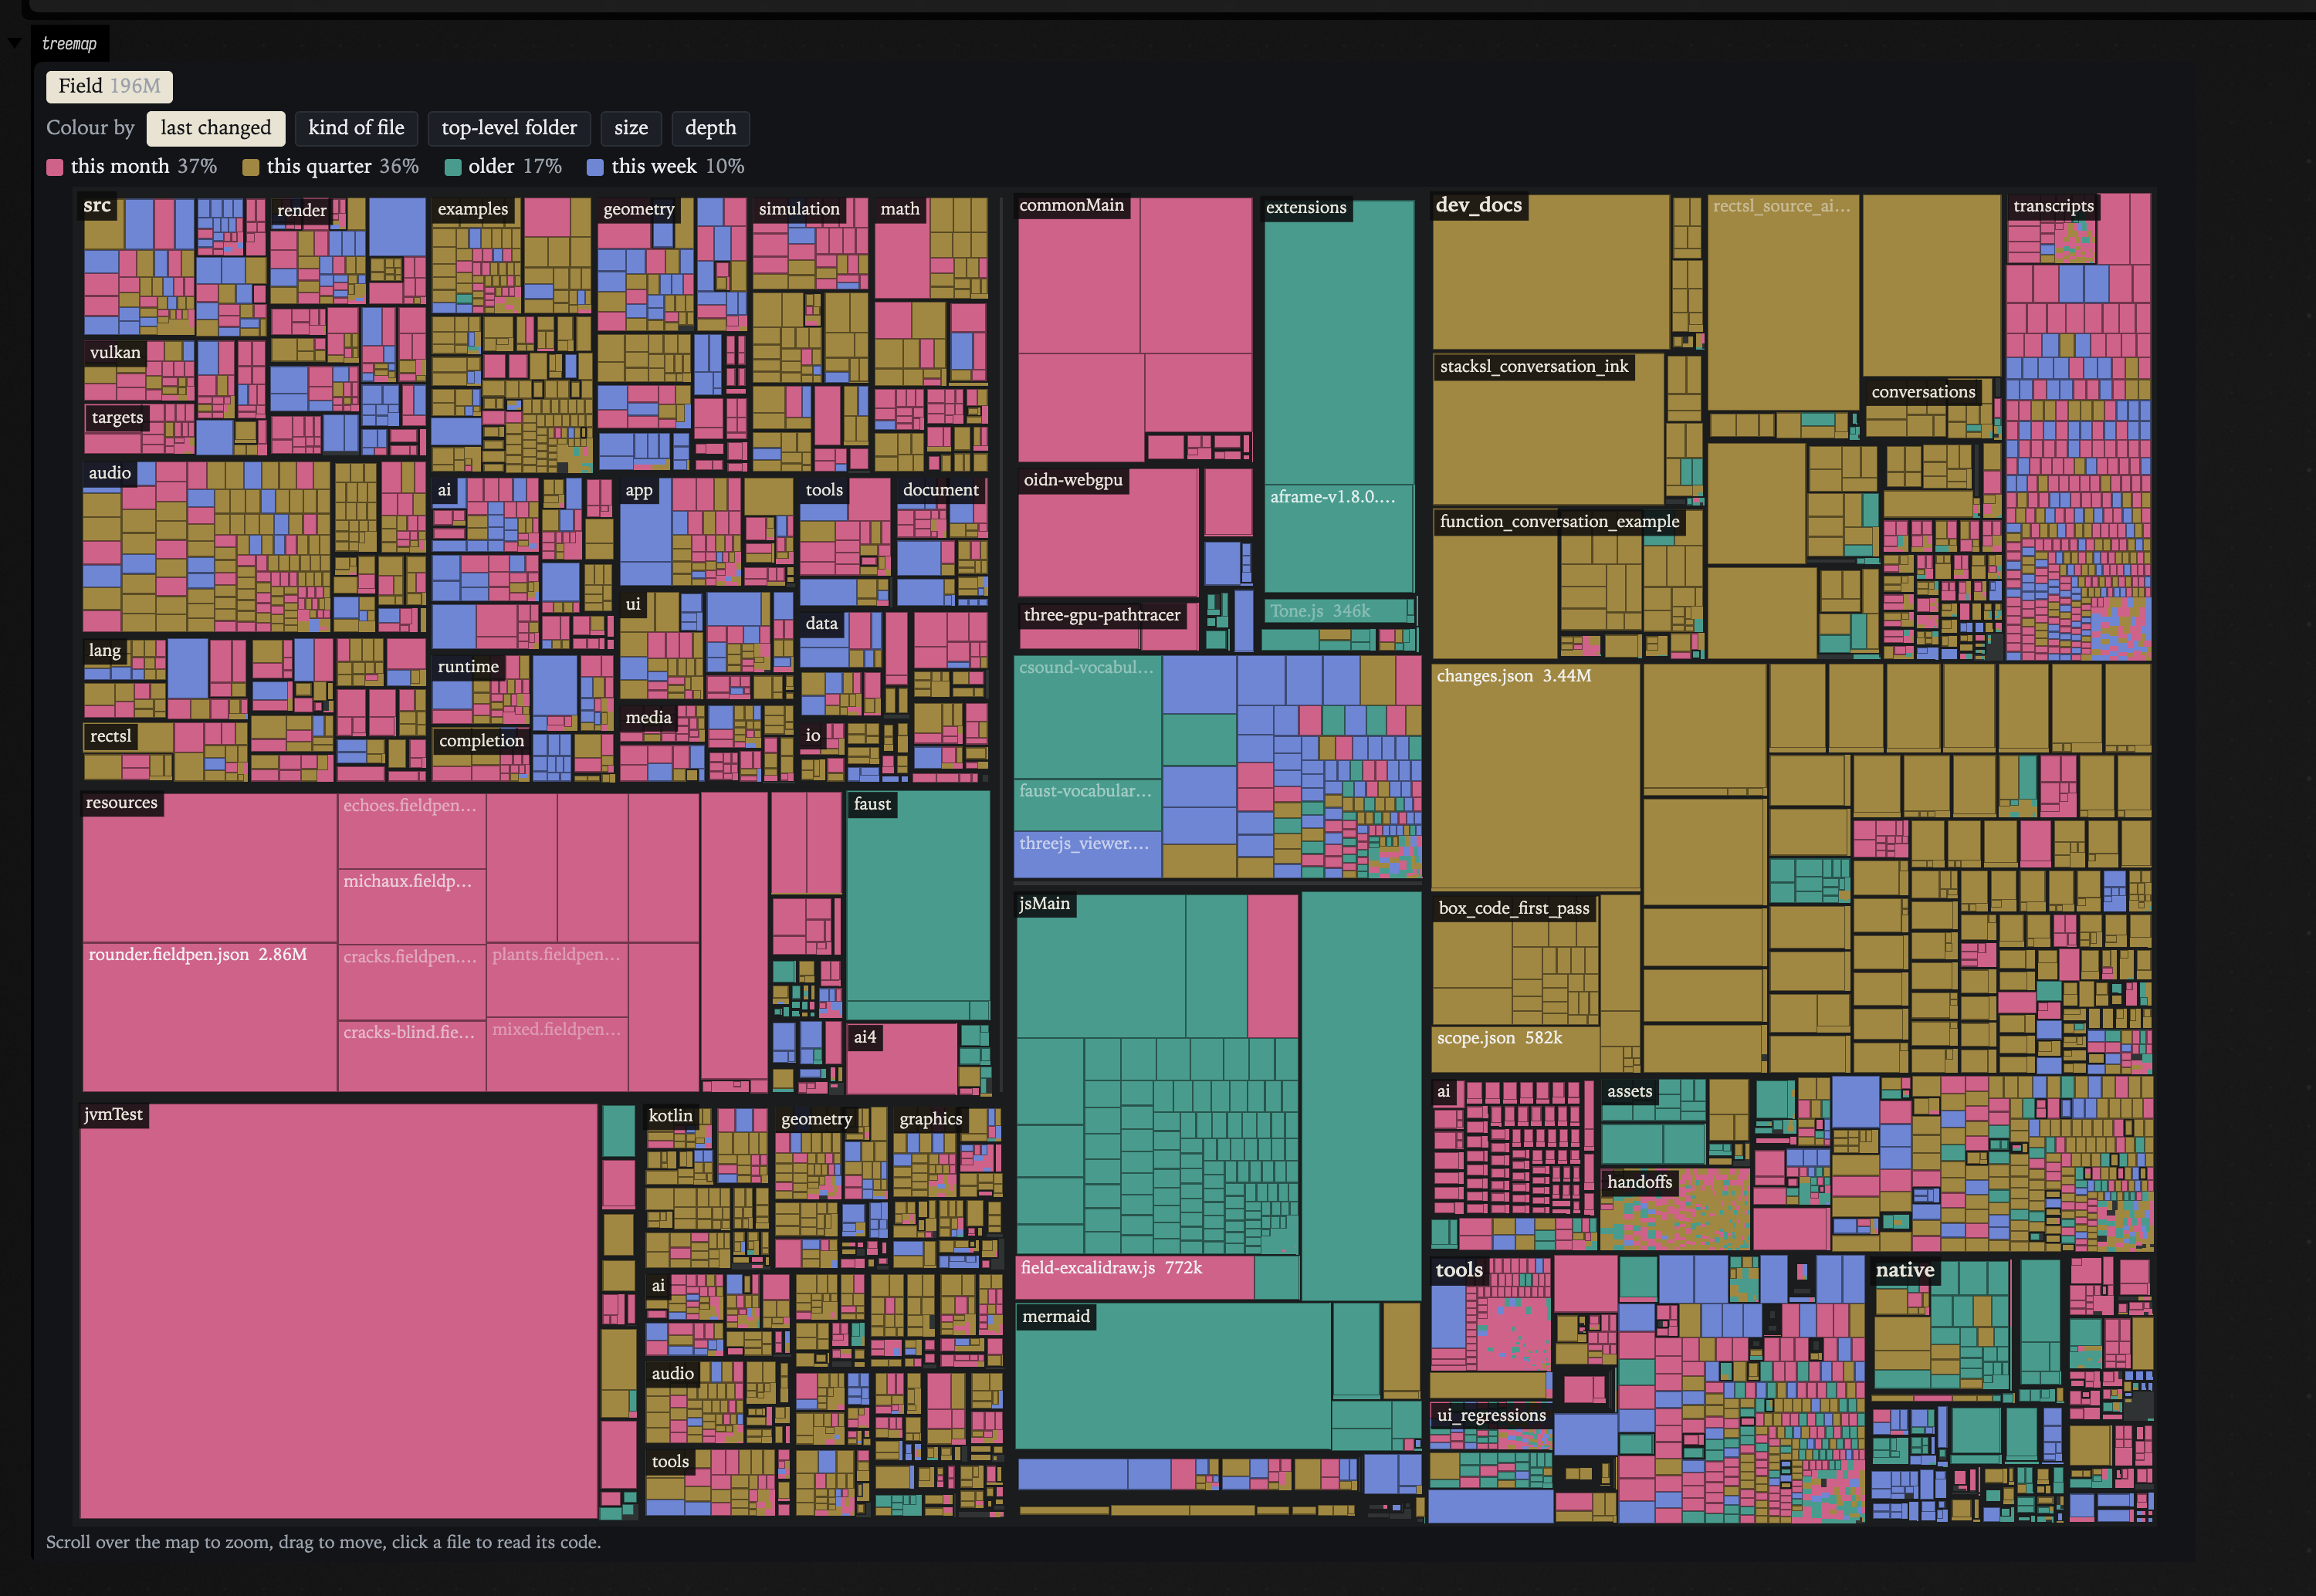 treemap
Field 196M
Colour by last changed kind of file top-level folder size depth
this month 37% this quarter 36% older 17% this week 10%
src
render
examples
geometry
simulation
math
vulkan
targets
audio
ai
app
tools
document
ui
data
lang
runtime
media
rectsl
completion
io
resources
echoes.fieldpen...
michaux.fieldp...
rounder.fieldpen.json 2.86M
cracks.fieldpen....
plants.fieldpen...
cracks-blind.fie...
mixed.fieldpen...
faust
ai4
jvmTest
kotlin
geometry
graphics
ai
audio
tools
commonMain
extensions
oidn-webgpu
aframe-v1.8.0....
three-gpu-pathtracer
Tone.js 346k
csound-vocabul...
faust-vocabular...
threejs_viewer....
jsMain
field-excalidraw.js 772k
mermaid
dev_docs
rectsl_source_ai...
transcripts
stacksl_conversation_ink
conversations
function_conversation_example
changes.json 3.44M
box_code_first_pass
scope.json 582k
ai
assets
handoffs
tools
native
ui_regressions
Scroll over the map to zoom, drag to move, click a file to read its code.